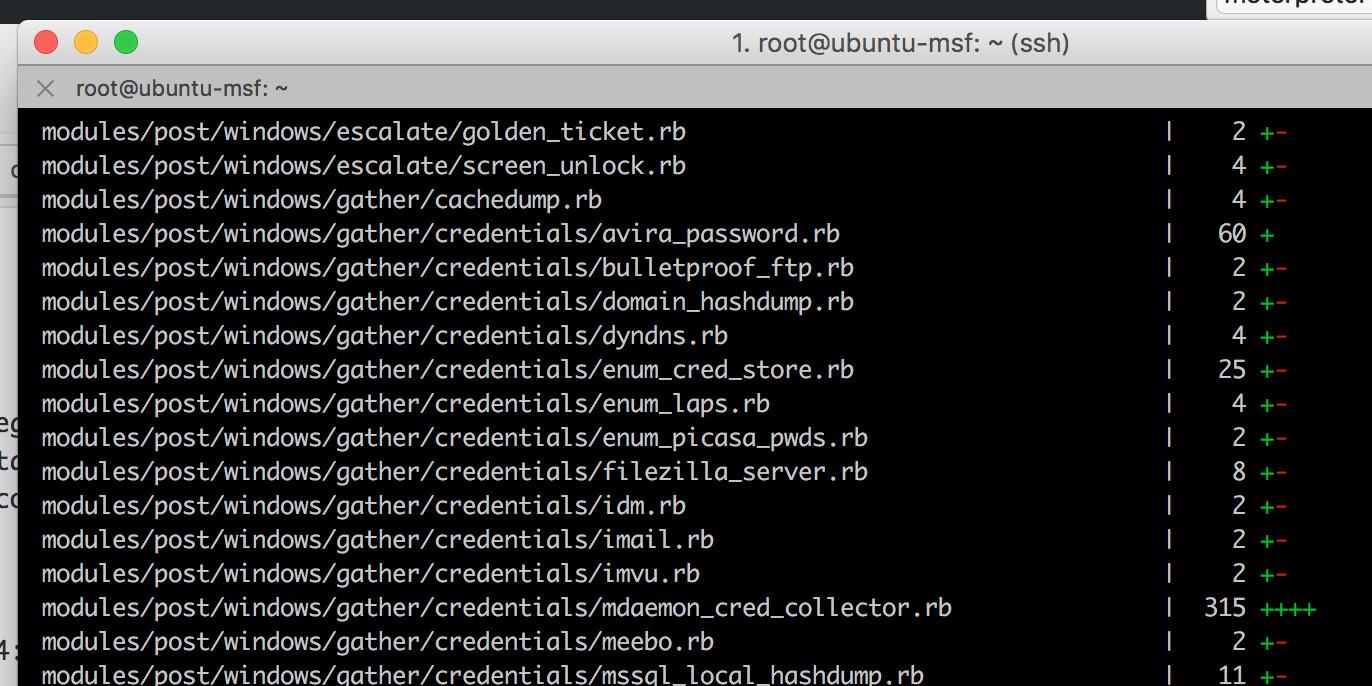 1. root@ubuntu-msf: ~ (ssh)
root@ubuntu-msf: ~
modules/post/windows/escalate/golden_ticket.rb | 2 +-
modules/post/windows/escalate/screen_unlock.rb | 4 +-
modules/post/windows/gather/cachedump.rb | 4 +-
modules/post/windows/gather/credentials/avira_password.rb | 60 +
modules/post/windows/gather/credentials/bulletproof_ftp.rb | 2 +-
modules/post/windows/gather/credentials/domain_hashdump.rb | 2 +-
modules/post/windows/gather/credentials/dyndns.rb | 4 +-
modules/post/windows/gather/credentials/enum_cred_store.rb | 25 +-
modules/post/windows/gather/credentials/enum_laps.rb | 4 +-
modules/post/windows/gather/credentials/enum_picasa_pwds.rb | 2 +-
modules/post/windows/gather/credentials/filezilla_server.rb | 8 +-
modules/post/windows/gather/credentials/idm.rb | 2 +-
modules/post/windows/gather/credentials/imail.rb | 2 +-
modules/post/windows/gather/credentials/imvu.rb | 2 +-
modules/post/windows/gather/credentials/mdaemon_cred_collector.rb | 315 ++++
modules/post/windows/gather/credentials/meebo.rb | 2 +-
modules/post/windows/gather/credentials/mssql_local_hashdump.rb | 11 +-